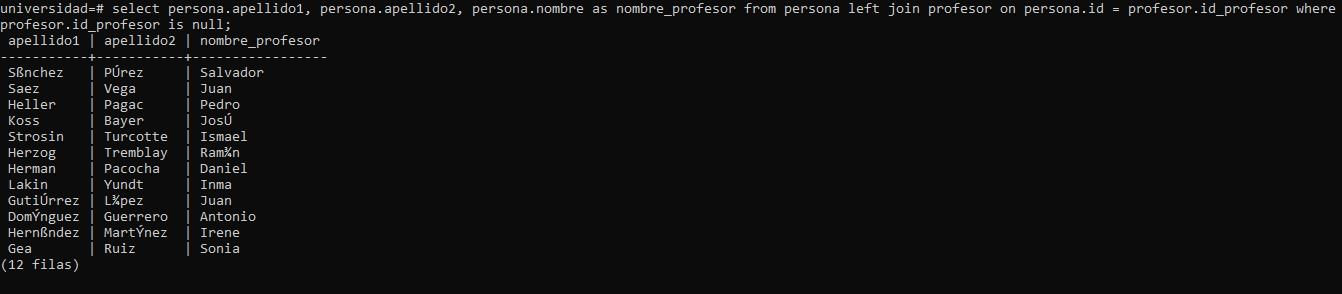 universidad=# select persona.apellido1, persona.apellido2, persona.nombre as nombre_profesor from persona left join profesor on persona.id = profesor.id_profesor where
profesor.id_profesor is null;
 apellido1 | apellido2 | nombre_profesor
-----------+-----------+-----------------
 Sßnchez   | PÚrez     | Salvador
 Saez      | Vega      | Juan
 Heller    | Pagac     | Pedro
 Koss      | Bayer     | JosÚ
 Strosin   | Turcotte  | Ismael
 Herzog    | Tremblay  | Ram¾n
 Herman    | Pacocha   | Daniel
 Lakin     | Yundt     | Inma
 GutiÚrrez | L¾pez     | Juan
 DomÝnguez | Guerrero  | Antonio
 Hernßndez | MartÝnez  | Irene
 Gea       | Ruiz      | Sonia
(12 filas)